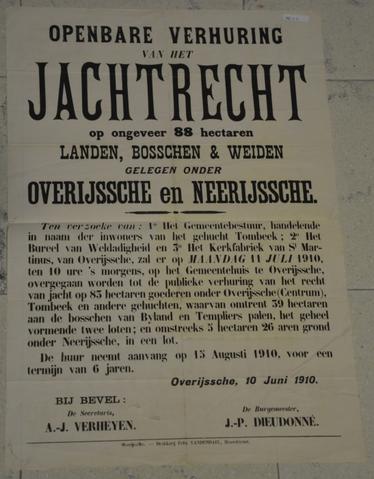 OPENBARE VERHURING
VAN HET
JACHTRECHT
op ongeveer 88 hectaren
LANDEN, BOSSCHEN & WEIDEN
GELEGEN ONDER
OVERIJSSCHE en NEERIJSSCHE.
Ten verzoeke van: 1° Het Gemeentebestuur, handelende
in naam der inwoners van het gehucht Tombeek; 2° Het
Bureel van Weldadigheid en 3° Het Kerkfabriek van St Mar-
tinus, van Overijssche, zal er op MAANDAG 11 JULI 1910,
ten 10 ure 's morgens, op het Gemeentehuis te Overijssche,
overgegaan worden tot de publieke verhuring van het recht
van jacht op 85 hectaren goederen onder Overijssche (Centrum),
Tombeek en andere gehuchten, waarvan omtrent 39 hectaren
aan de bosschen van Byland en Templiers palen, het geheel
vormende twee loten; en omstreeks 3 hectaren 26 aren grond
onder Neerijssche, in een lot.
De huur neemt aanvang op 15 Augusti 1910, voor een
termijn van 6 jaren.
Overijssche, 10 Juni 1910.
BIJ BEVEL:
De Secretaris, De Burgemeester,
A.-J. VERHEYEN. J.-P. DIEUDONNÉ.
Drukkerij Felix VANDENDAEL,